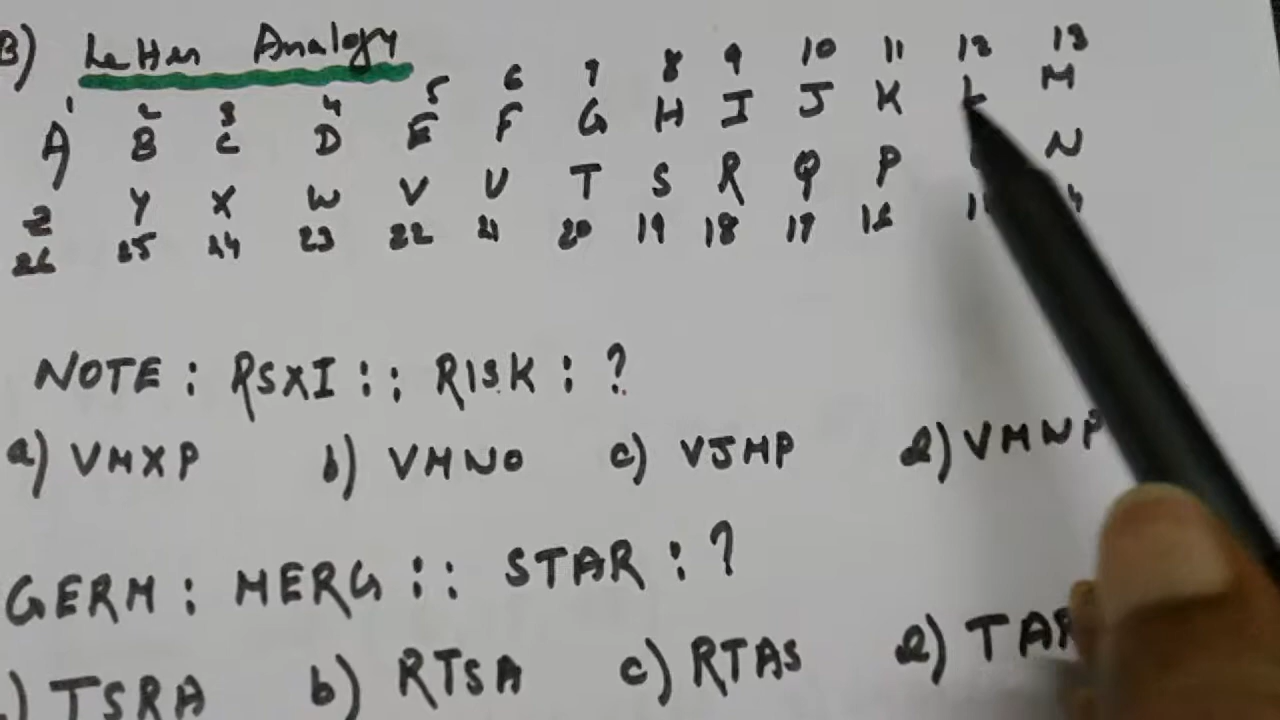 B) Letter Analogy
1 2 3 4 5 6 7 8 9 10 11 12 13
A B C D E F G H I J K L M
Z Y X W V U T S R Q P N
26 25 24 23 22 21 20 19 18 17 16
NOTE : RSXI :: RISK : ?
a) VMXP b) VMNO c) VJMP d) VMNP
GERM : MERG :: STAR : ?
) TSRA b) RTSA c) RTAS d) TAR